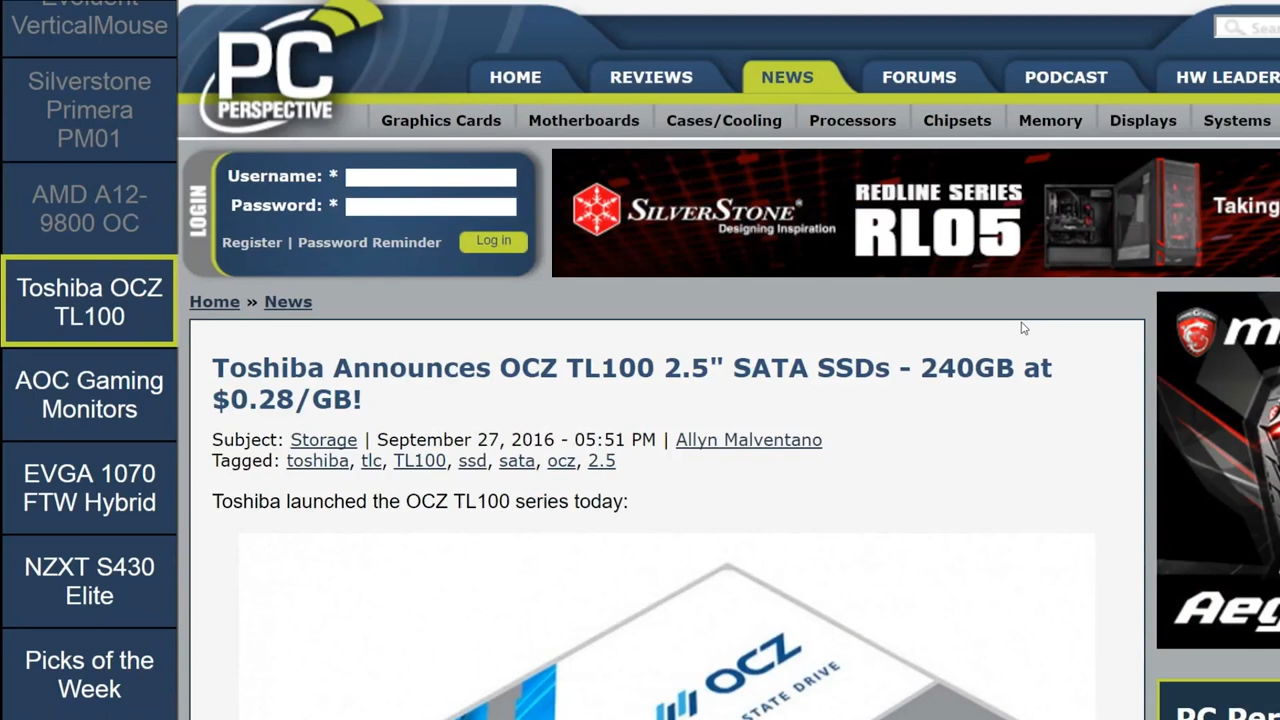 Evoluent
VerticalMouse
Silverstone
Primera
PM01
AMD A12-
9800 OC
Toshiba OCZ
TL100
AOC Gaming
Monitors
EVGA 1070
FTW Hybrid
NZXT S430
Elite
Picks of the
Week
PC
PERSPECTIVE
HOME REVIEWS NEWS FORUMS PODCAST HW LEADER
Graphics Cards Motherboards Cases/Cooling Processors Chipsets Memory Displays Systems
LOGIN
Username: *
Password: *
Register | Password Reminder Log in
SILVERSTONE®
Designing Inspiration
REDLINE SERIES
RL05
Taking
Home » News
Toshiba Announces OCZ TL100 2.5" SATA SSDs - 240GB at
$0.28/GB!
Subject: Storage | September 27, 2016 - 05:51 PM | Allyn Malventano
Tagged: toshiba, tlc, TL100, ssd, sata, ocz, 2.5
Toshiba launched the OCZ TL100 series today:
OCZ
STATE DRIVE